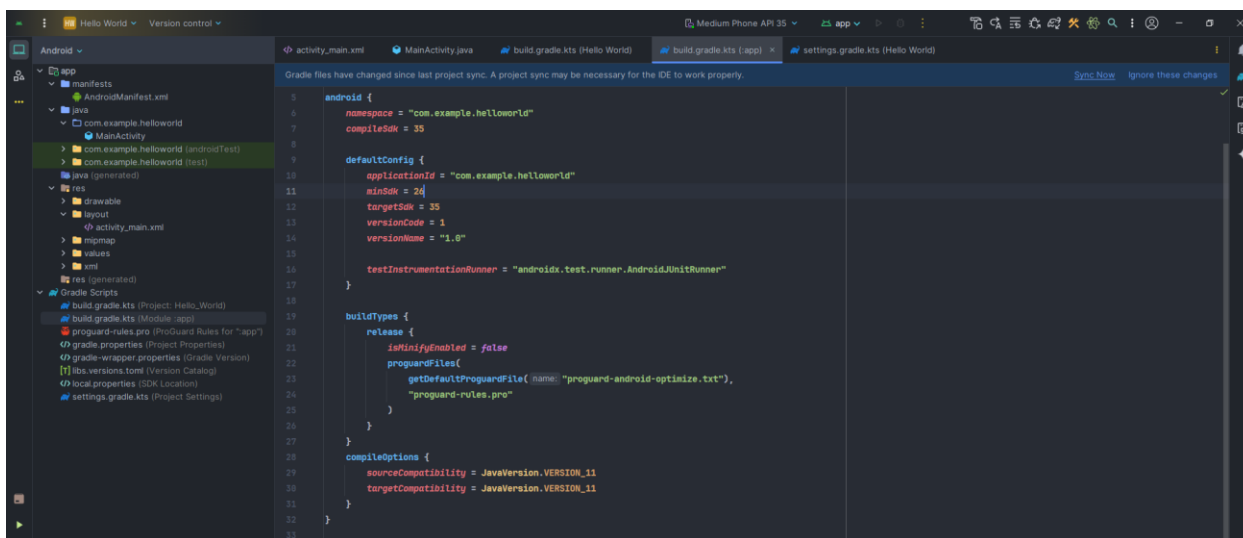 HW Hello World Version control Medium Phone API 35 app
Android
activity_main.xml MainActivity.java build.gradle.kts (Hello World) build.gradle.kts (:app) settings.gradle.kts (Hello World)
Gradle files have changed since last project sync. A project sync may be necessary for the IDE to work properly. Sync Now Ignore these changes
app
manifests
AndroidManifest.xml
java
com.example.helloworld
MainActivity
com.example.helloworld (androidTest)
com.example.helloworld (test)
java (generated)
res
drawable
layout
activity_main.xml
mipmap
values
xml
res (generated)
Gradle Scripts
build.gradle.kts (Project: Hello_World)
build.gradle.kts (Module :app)
proguard-rules.pro (ProGuard Rules for ":app")
gradle.properties (Project Properties)
gradle-wrapper.properties (Gradle Version)
libs.versions.toml (Version Catalog)
local.properties (SDK Location)
settings.gradle.kts (Project Settings)
5 android {
6 namespace = "com.example.helloworld"
7 compileSdk = 35
8
9 defaultConfig {
10 applicationId = "com.example.helloworld"
11 minSdk = 26
12 targetSdk = 35
13 versionCode = 1
14 versionName = "1.0"
15
16 testInstrumentationRunner = "androidx.test.runner.AndroidJUnitRunner"
17 }
18
19 buildTypes {
20 release {
21 isMinifyEnabled = false
22 proguardFiles(
23 getDefaultProguardFile( name: "proguard-android-optimize.txt"),
24 "proguard-rules.pro"
25 )
26 }
27 }
28 compileOptions {
29 sourceCompatibility = JavaVersion.VERSION_11
30 targetCompatibility = JavaVersion.VERSION_11
31 }
32 }
33